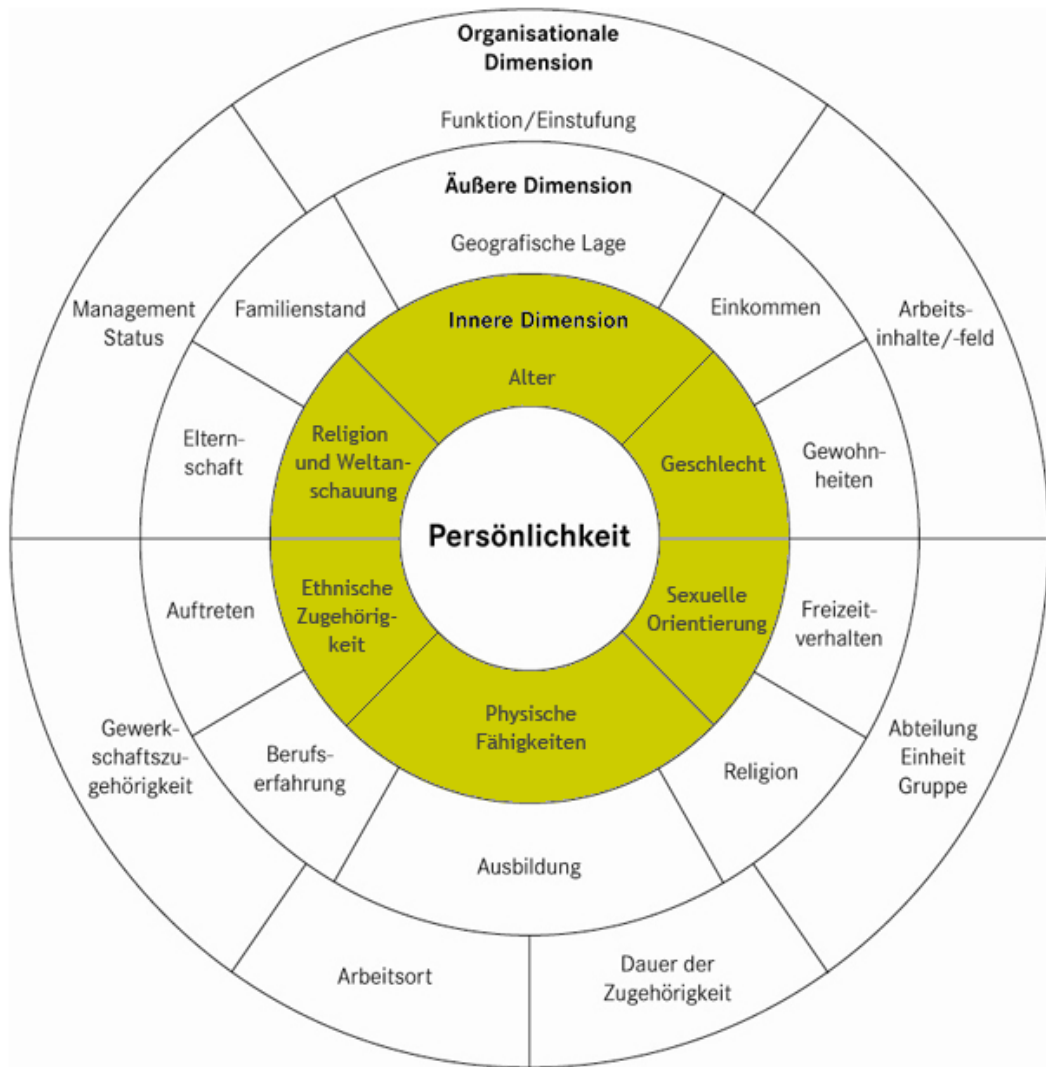 Organisationale
Dimension
Funktion/Einstufung
Äußere Dimension
Geografische Lage
Innere Dimension
Alter
Management
Status
Familienstand
Einkommen
Arbeits-
inhalte/-feld
Eltern-
schaft
Religion
und Weltan-
schauung
Geschlecht
Gewohn-
heiten
Persönlichkeit
Auftreten
Ethnische
Zugehörig-
keit
Sexuelle
Orientierung
Freizeit-
verhalten
Gewerk-
schaftszu-
gehörigkeit
Berufs-
erfahrung
Physische
Fähigkeiten
Religion
Abteilung
Einheit
Gruppe
Ausbildung
Arbeitsort
Dauer der
Zugehörigkeit